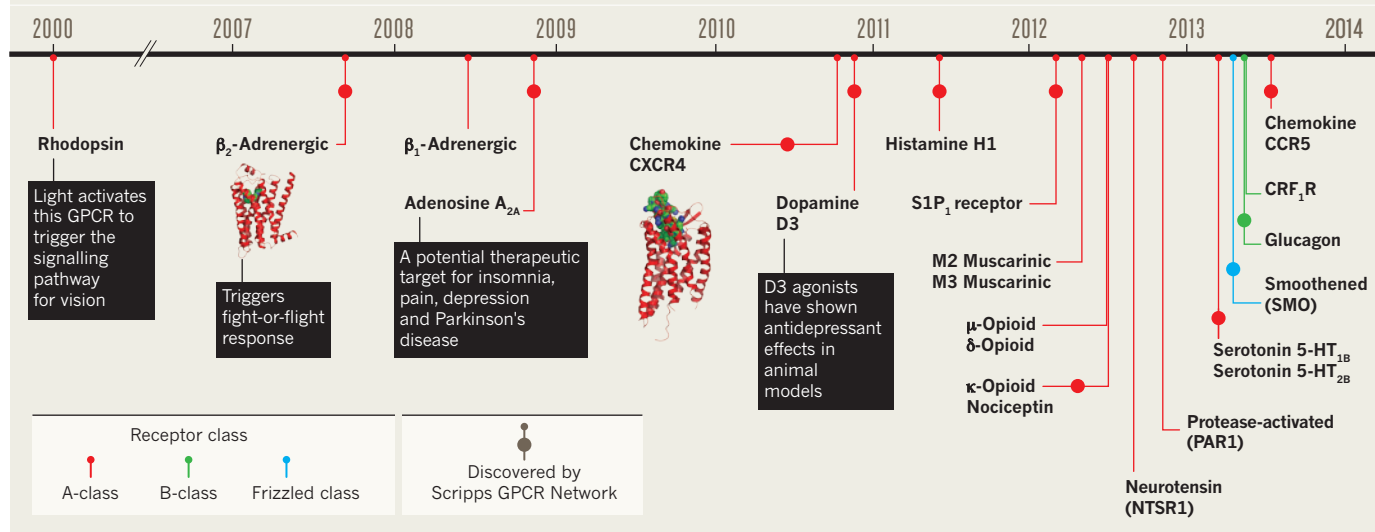 2000 2007 2008 2009 2010 2011 2012 2013 2014
Rhodopsin
Light activates
this GPCR to
trigger the
signalling
pathway
for vision
β₂-Adrenergic
Triggers
fight-or-flight
response
β₁-Adrenergic
Adenosine A₂A
A potential therapeutic
target for insomnia,
pain, depression
and Parkinson's
disease
Chemokine
CXCR4
Dopamine
D3
D3 agonists
have shown
antidepressant
effects in
animal
models
Histamine H1
S1P₁ receptor
M2 Muscarinic
M3 Muscarinic
μ-Opioid
δ-Opioid
κ-Opioid
Nociceptin
Neurotensin
(NTSR1)
Protease-activated
(PAR1)
Serotonin 5-HT₁B
Serotonin 5-HT₂B
Smoothened
(SMO)
Glucagon
CRF₁R
Chemokine
CCR5
Receptor class
A-class
B-class
Frizzled class
Discovered by
Scripps GPCR Network